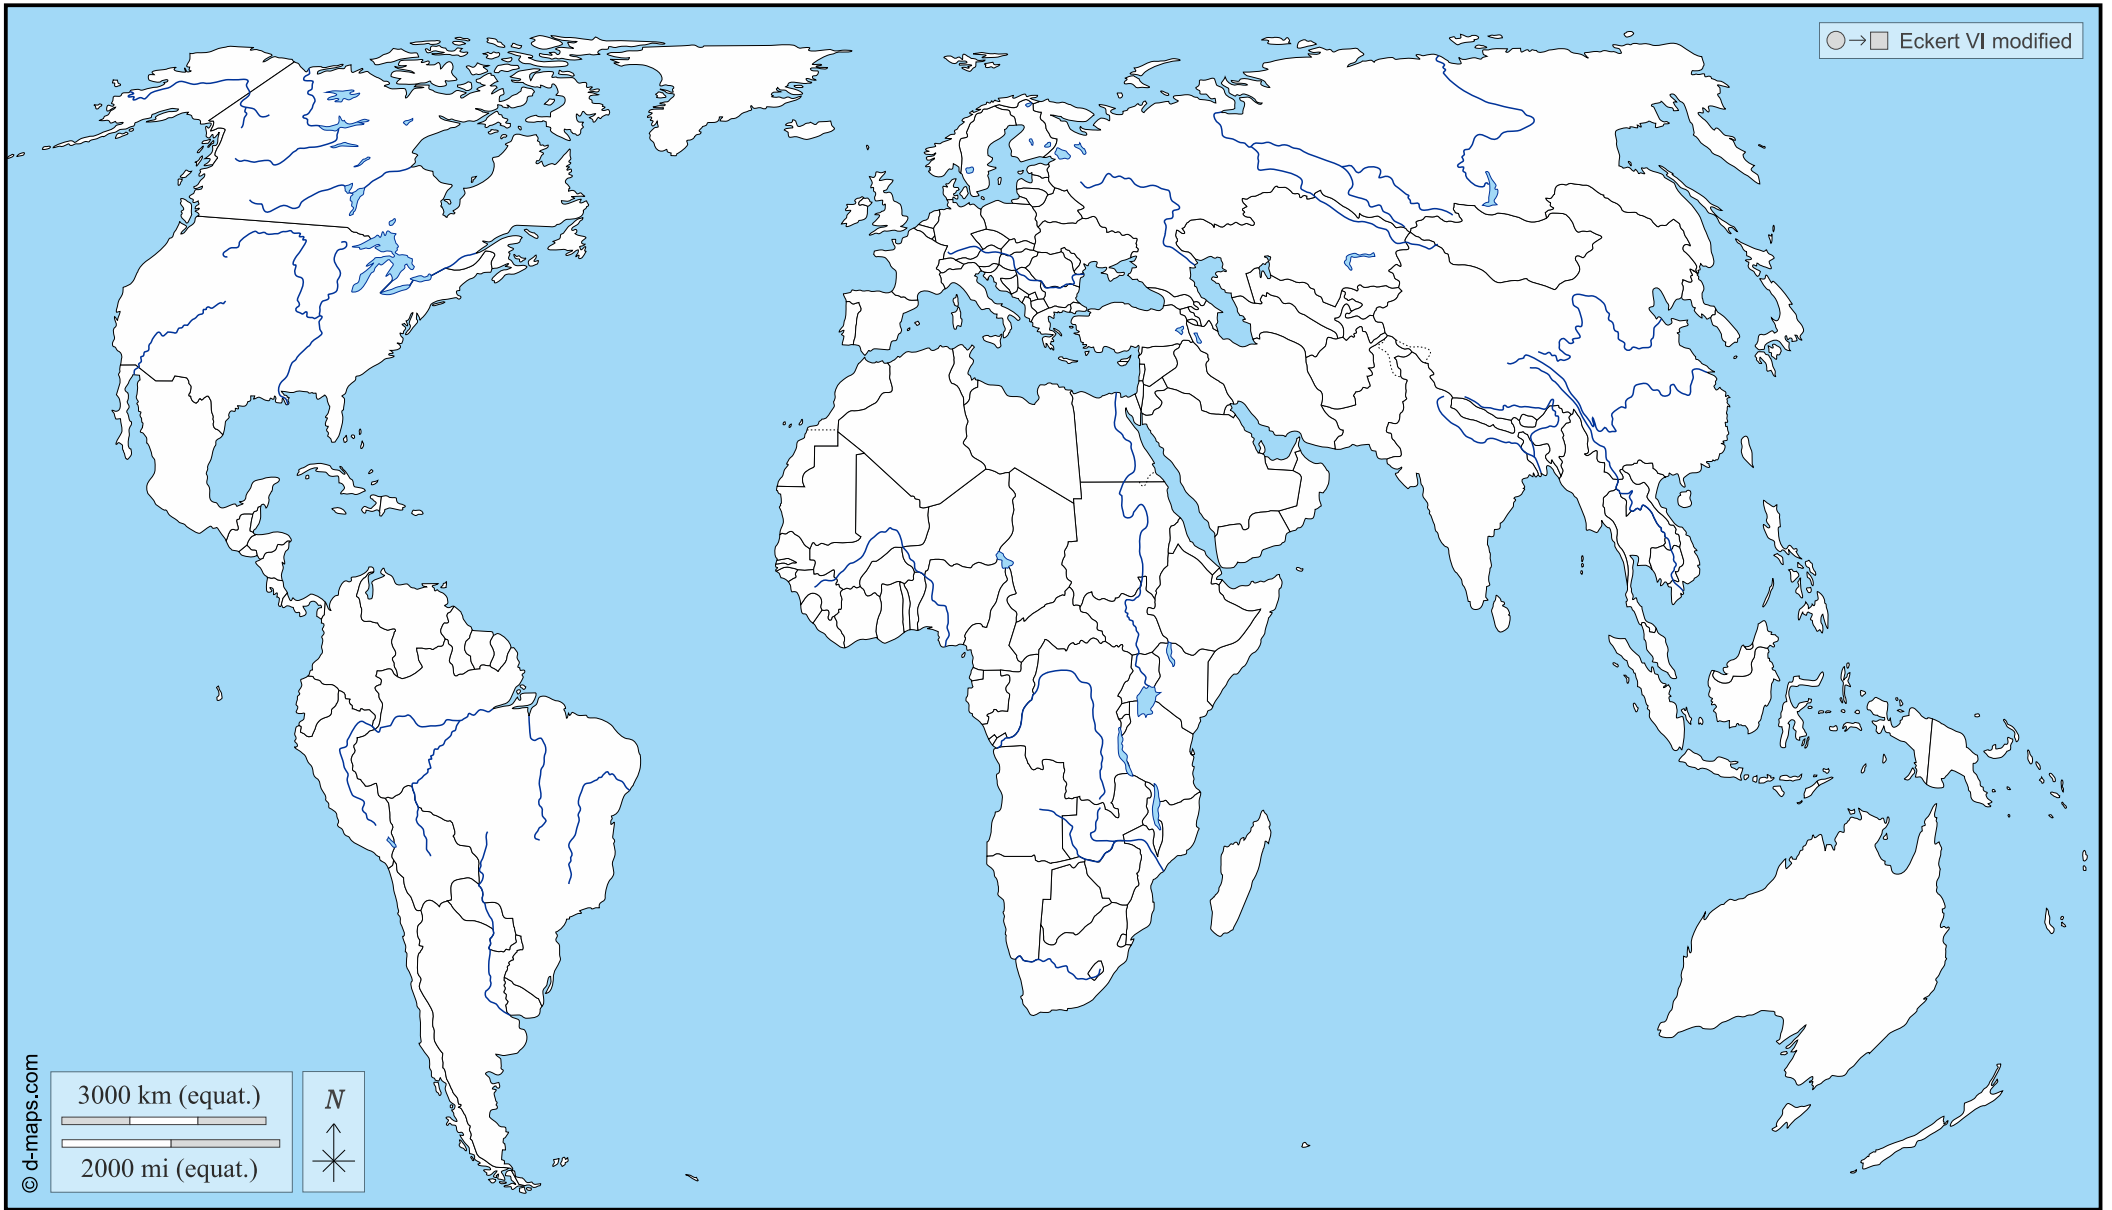 Eckert VI modified
© d-maps.com
3000 km (equat.)
2000 mi (equat.)
N